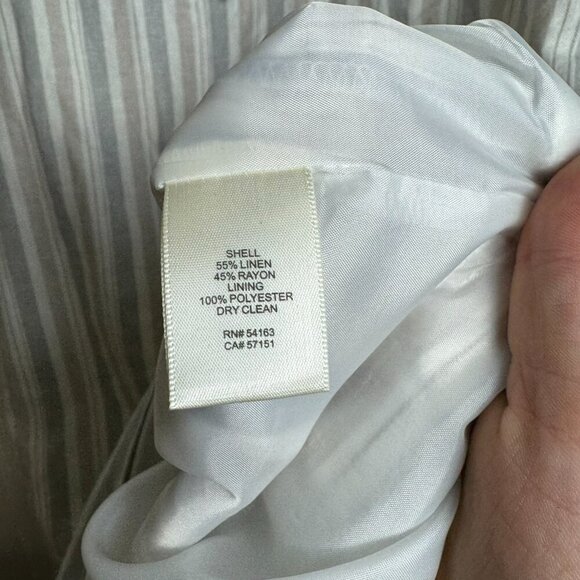 SHELL
55% LINEN
45% RAYON
LINING
100% POLYESTER
DRY CLEAN
RN# 54163
CA# 57151